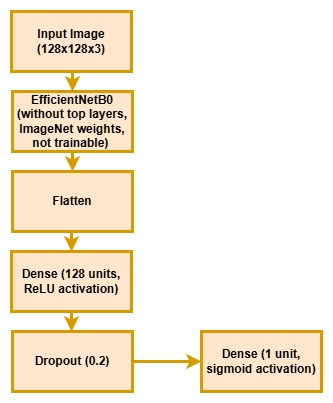 Input Image
(128x128x3)
EfficientNetB0
(without top layers,
ImageNet weights,
not trainable)
Flatten
Dense (128 units,
ReLU activation)
Dropout (0.2)
Dense (1 unit,
sigmoid activation)